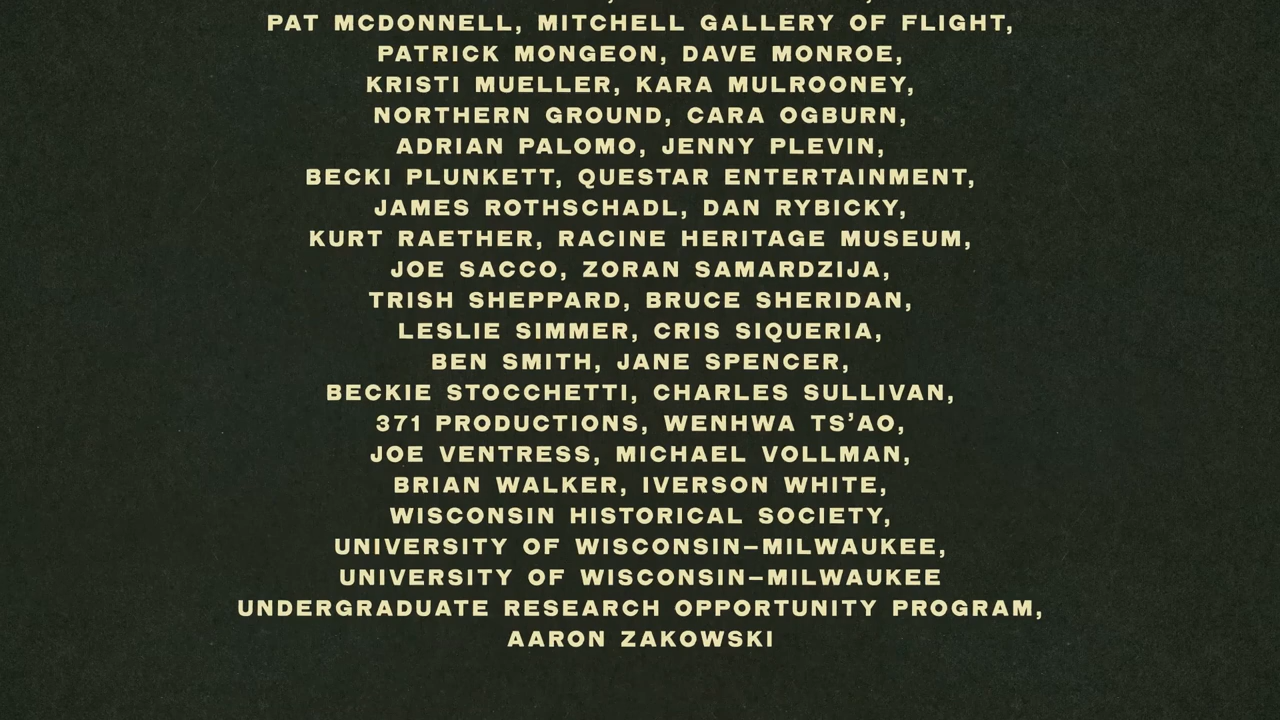 PAT MCDONNELL, MITCHELL GALLERY OF FLIGHT,
PATRICK MONGEON, DAVE MONROE,
KRISTI MUELLER, KARA MULROONEY,
NORTHERN GROUND, CARA OGBURN,
ADRIAN PALOMO, JENNY PLEVIN,
BECKI PLUNKETT, QUESTAR ENTERTAINMENT,
JAMES ROTHSCHADL, DAN RYBICKY,
KURT RAETHER, RACINE HERITAGE MUSEUM,
JOE SACCO, ZORAN SAMARDZIJA,
TRISH SHEPPARD, BRUCE SHERIDAN,
LESLIE SIMMER, CRIS SIQUERIA,
BEN SMITH, JANE SPENCER,
BECKIE STOCCHETTI, CHARLES SULLIVAN,
371 PRODUCTIONS, WENHWA TS’AO,
JOE VENTRESS, MICHAEL VOLLMAN,
BRIAN WALKER, IVERSON WHITE,
WISCONSIN HISTORICAL SOCIETY,
UNIVERSITY OF WISCONSIN–MILWAUKEE,
UNIVERSITY OF WISCONSIN–MILWAUKEE
UNDERGRADUATE RESEARCH OPPORTUNITY PROGRAM,
AARON ZAKOWSKI